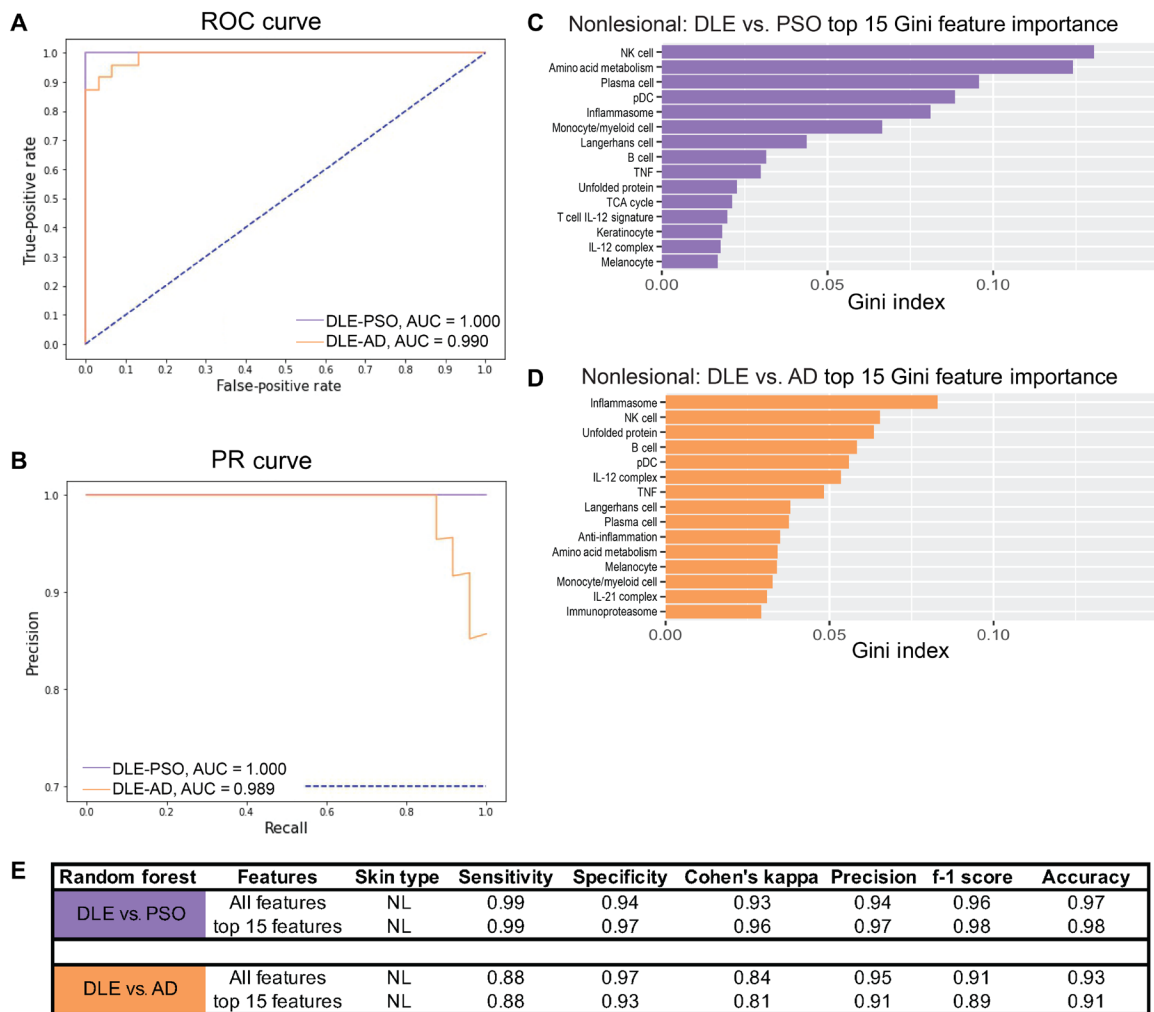 A
ROC curve
1.0
0.9
0.8
0.7
0.6
0.5
0.4
0.3
0.2
0.1
0.0
True-positive rate
DLE-PSO, AUC = 1.000
DLE-AD, AUC = 0.990
0.0 0.1 0.2 0.3 0.4 0.5 0.6 0.7 0.8 0.9 1.0
False-positive rate
B
PR curve
1.0
0.9
0.8
0.7
Precision
DLE-PSO, AUC = 1.000
DLE-AD, AUC = 0.989
0.0 0.2 0.4 0.6 0.8 1.0
Recall
C
Nonlesional: DLE vs. PSO top 15 Gini feature importance
NK cell
Amino acid metabolism
Plasma cell
pDC
Inflammasome
Monocyte/myeloid cell
Langerhans cell
B cell
TNF
Unfolded protein
TCA cycle
T cell IL-12 signature
Keratinocyte
IL-12 complex
Melanocyte
0.00 0.05 0.10
Gini index
D
Nonlesional: DLE vs. AD top 15 Gini feature importance
Inflammasome
NK cell
Unfolded protein
B cell
pDC
IL-12 complex
TNF
Langerhans cell
Plasma cell
Anti-inflammation
Amino acid metabolism
Melanocyte
Monocyte/myeloid cell
IL-21 complex
Immunoproteasome
0.00 0.05 0.10
Gini index
E
Random forest Features Skin type Sensitivity Specificity Cohen's kappa Precision f-1 score Accuracy
DLE vs. PSO
All features NL 0.99 0.94 0.93 0.94 0.96 0.97
top 15 features NL 0.99 0.97 0.96 0.97 0.98 0.98
DLE vs. AD
All features NL 0.88 0.97 0.84 0.95 0.91 0.93
top 15 features NL 0.88 0.93 0.81 0.91 0.89 0.91